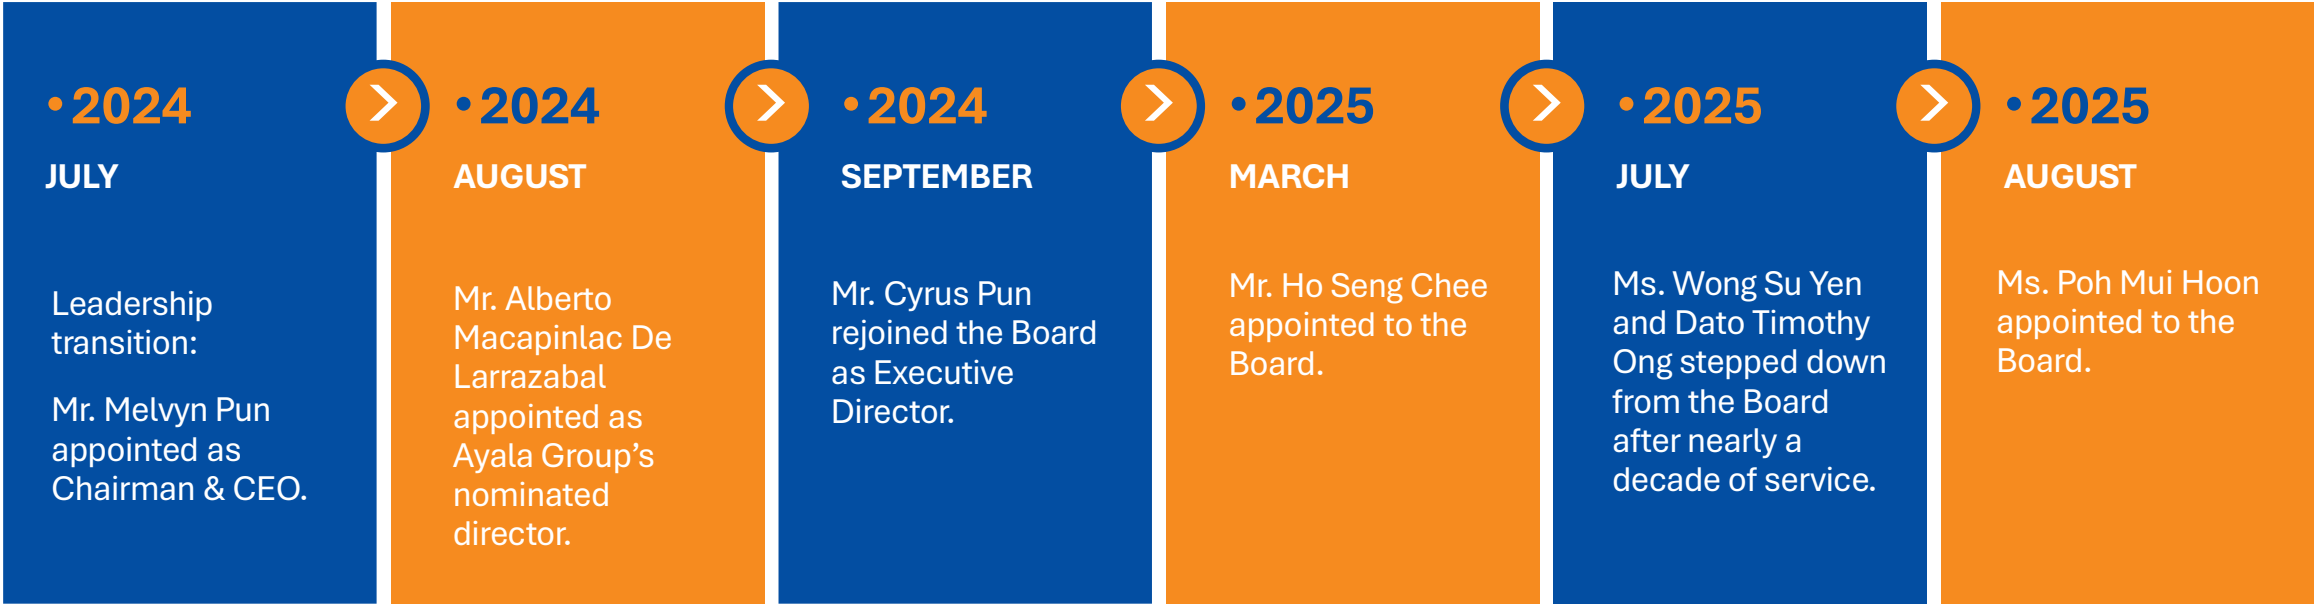 •2024
JULY
Leadership
transition:
Mr. Melvyn Pun
appointed as
Chairman & CEO.
•2024
AUGUST
Mr. Alberto
Macapinlac De
Larrazabal
appointed as
Ayala Group’s
nominated
director.
•2024
SEPTEMBER
Mr. Cyrus Pun
rejoined the Board
as Executive
Director.
•2025
MARCH
Mr. Ho Seng Chee
appointed to the
Board.
•2025
JULY
Ms. Wong Su Yen
and Dato Timothy
Ong stepped down
from the Board
after nearly a
decade of service.
•2025
AUGUST
Ms. Poh Mui Hoon
appointed to the
Board.